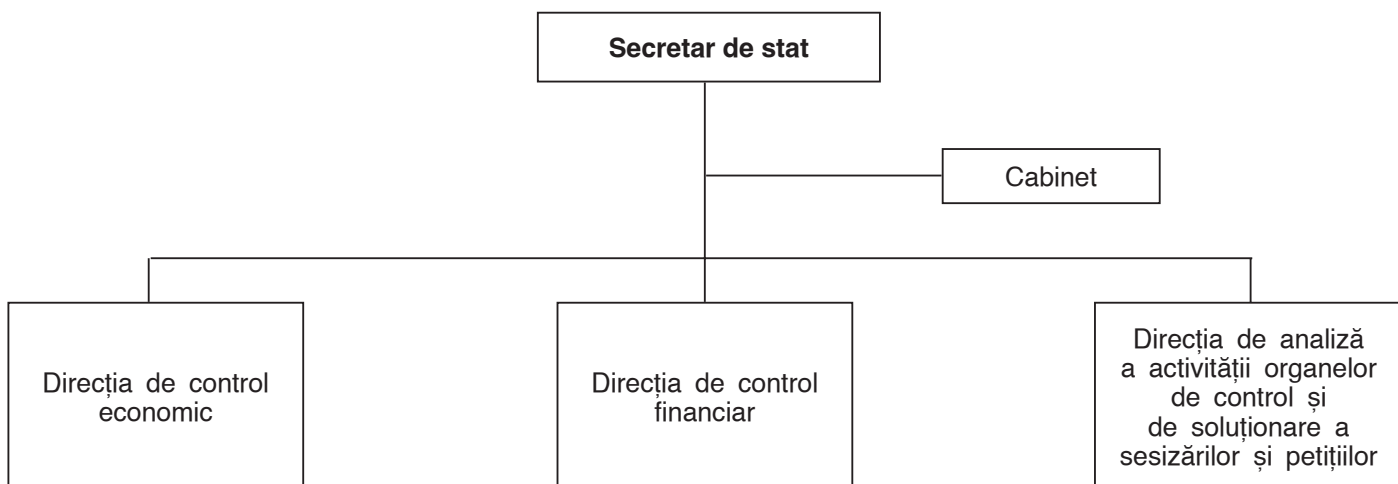 Secretar de stat
Cabinet
Direcția de control
economic
Direcția de control
financiar
Direcția de analiză
a activității organelor
de control și
de soluționare a
sesizărilor și petițiilor